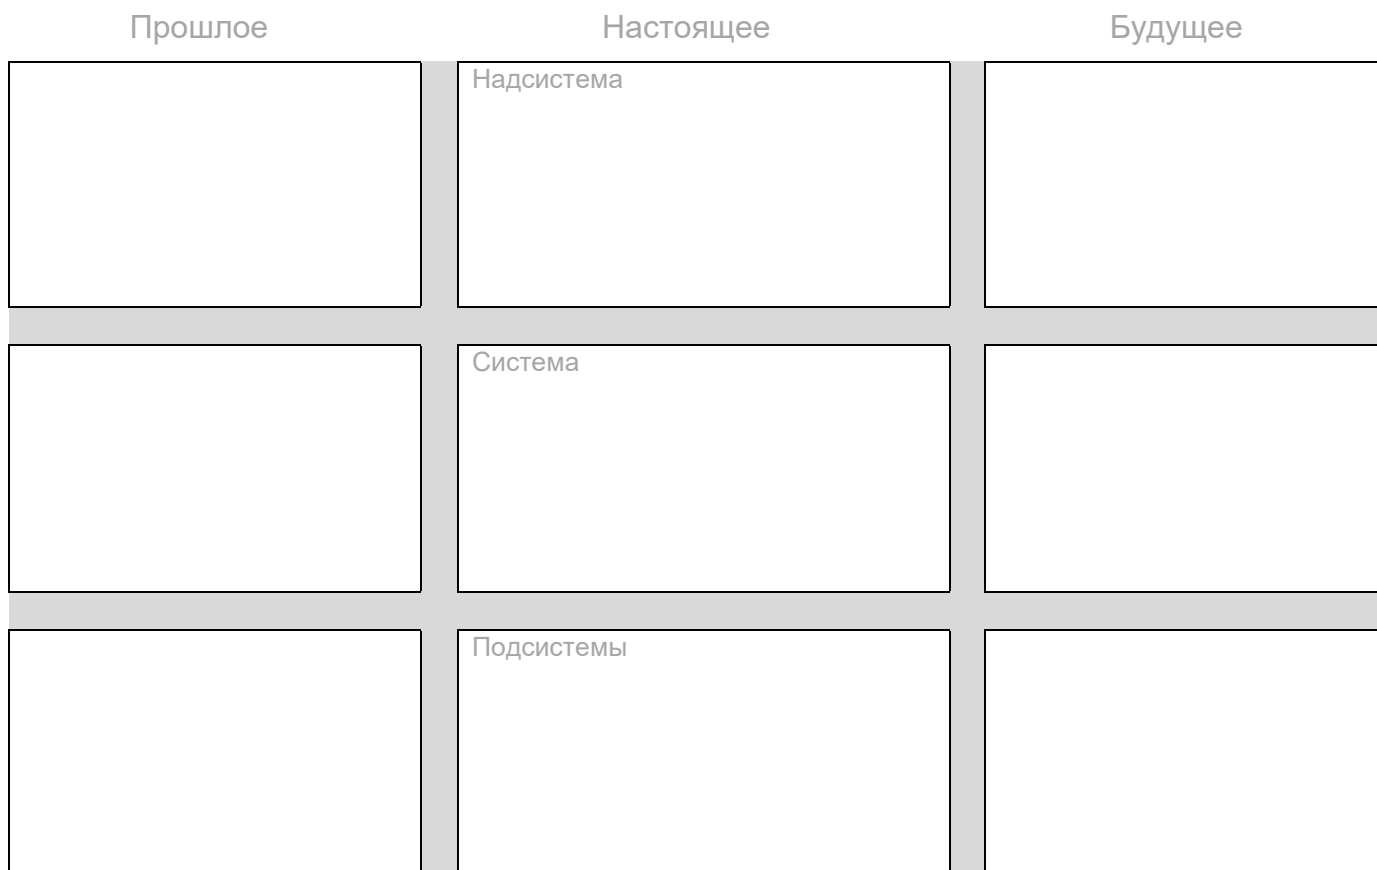 Прошлое
Настоящее
Будущее
Надсистема
Система
Подсистемы